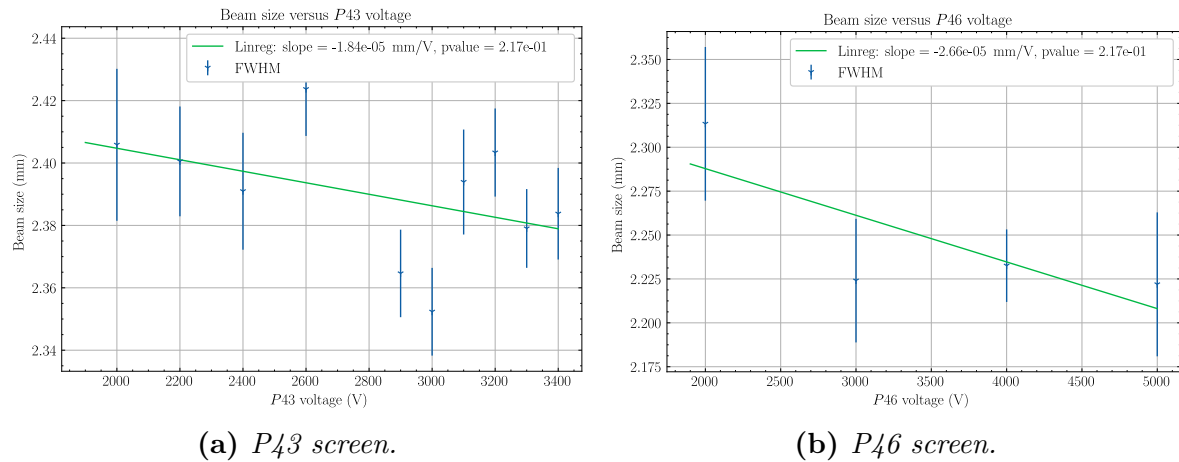 Beam size versus P43 voltage
Linreg: slope = -1.84e-05 mm/V, pvalue = 2.17e-01
FWHM
2.44
2.42
2.40
2.38
2.36
2.34
Beam size (mm)
2000 2200 2400 2600 2800 3000 3200 3400
P43 voltage (V)
(a) P43 screen.
Beam size versus P46 voltage
Linreg: slope = -2.66e-05 mm/V, pvalue = 2.17e-01
FWHM
2.350
2.325
2.300
2.275
2.250
2.225
2.200
2.175
Beam size (mm)
2000 2500 3000 3500 4000 4500 5000
P46 voltage (V)
(b) P46 screen.